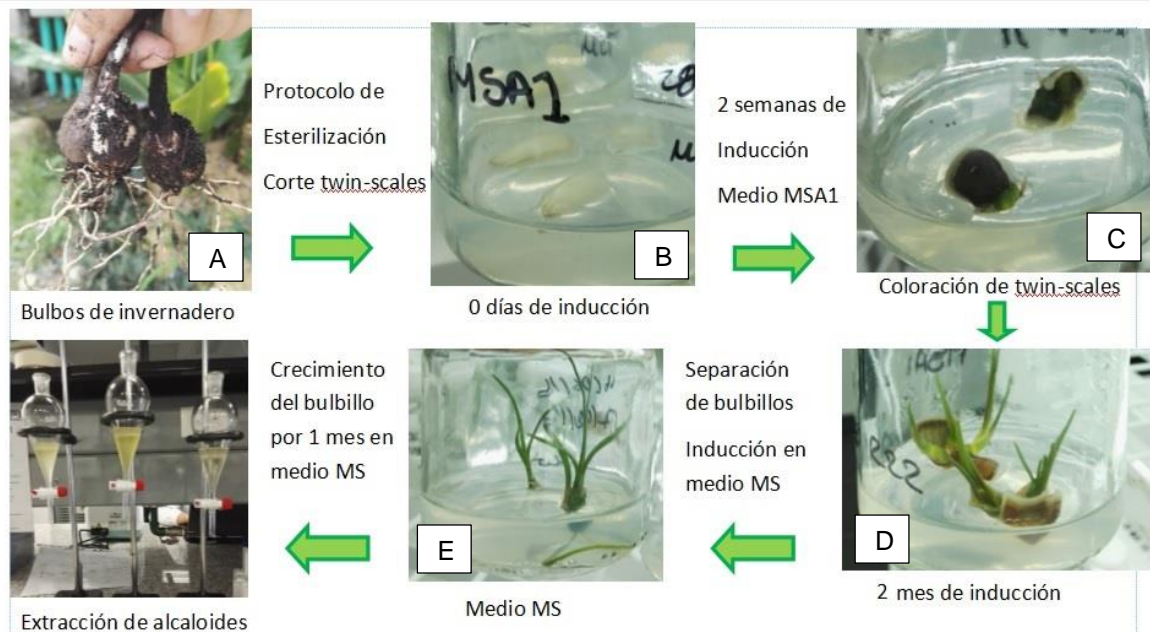 Protocolo de
Esterilización
Corte twin-scales
MSA1
2 semanas de
Inducción
Medio MSA1
A
B
C
Bulbos de invernadero
0 días de inducción
Coloración de twin-scales
Crecimiento
del bulbillo
por 1 mes en
medio MS
Separación
de bulbillos
Inducción en
medio MS
E
D
Extracción de alcaloides
Medio MS
2 mes de inducción